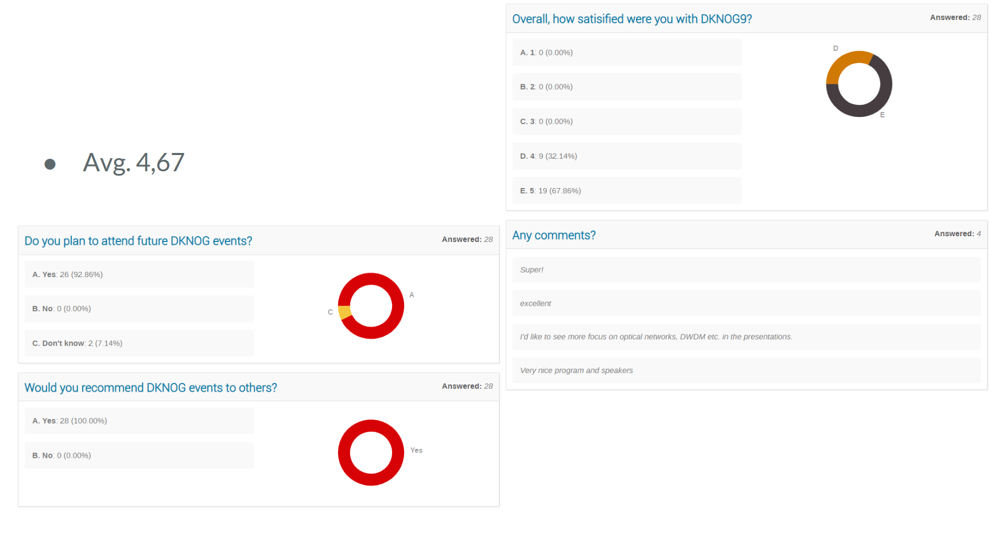 ● Avg. 4,67
Do you plan to attend future DKNOG events?
Answered: 28
A. Yes: 26 (92.86%)
B. No: 0 (0.00%)
C. Don't know: 2 (7.14%)
A
C
Would you recommend DKNOG events to others?
Answered: 28
A. Yes: 28 (100.00%)
B. No: 0 (0.00%)
Yes
Overall, how satisified were you with DKNOG9?
Answered: 28
A. 1: 0 (0.00%)
B. 2: 0 (0.00%)
C. 3: 0 (0.00%)
D. 4: 9 (32.14%)
E. 5: 19 (67.86%)
D
E
Any comments?
Answered: 4
Super!
excellent
I'd like to see more focus on optical networks, DWDM etc. in the presentations.
Very nice program and speakers